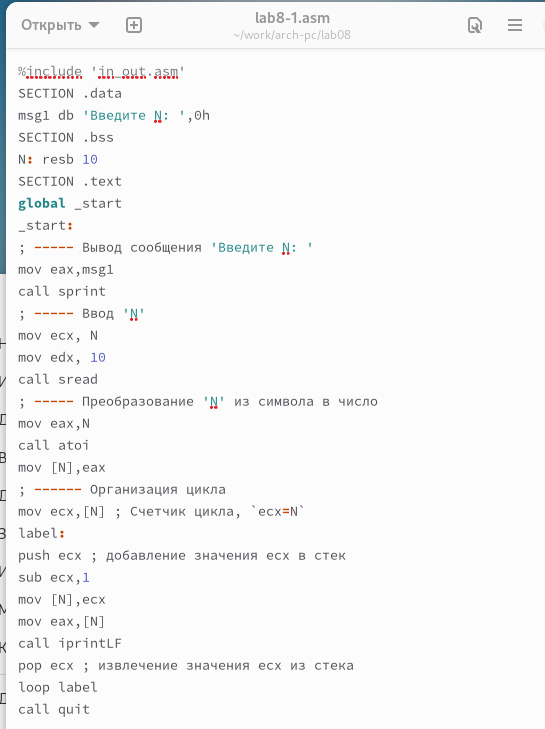 Открыть
lab8-1.asm
~/work/arch-pc/lab08
%include 'in_out.asm'
SECTION .data
msg1 db 'Введите N: ',0h
SECTION .bss
N: resb 10
SECTION .text
global _start
_start:
; ----- Вывод сообщения 'Введите N: '
mov eax,msg1
call sprint
; ----- Ввод 'N'
mov ecx, N
mov edx, 10
call sread
; ----- Преобразование 'N' из символа в число
mov eax,N
call atoi
mov [N],eax
; ------ Организация цикла
mov ecx,[N] ; Счетчик цикла, `ecx=N`
label:
push ecx ; добавление значения ecx в стек
sub ecx,1
mov [N],ecx
mov eax,[N]
call iprintLF
pop ecx ; извлечение значения ecx из стека
loop label
call quit